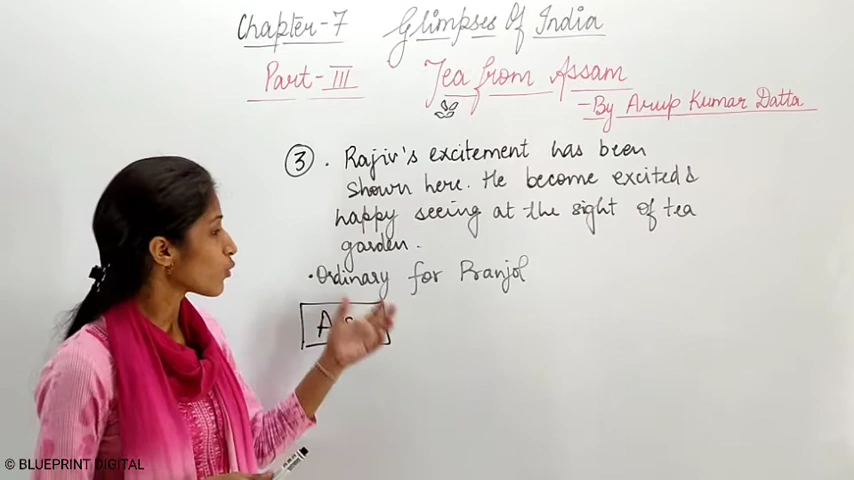 Chapter-7 Glimpses Of India
Part-III Tea from Assam
-By Arup Kumar Datta
3. Rajiv's excitement has been
shown here. He become excited &
happy seeing at the sight of tea
garden.
•Ordinary for Pranjol
© BLUEPRINT DIGITAL